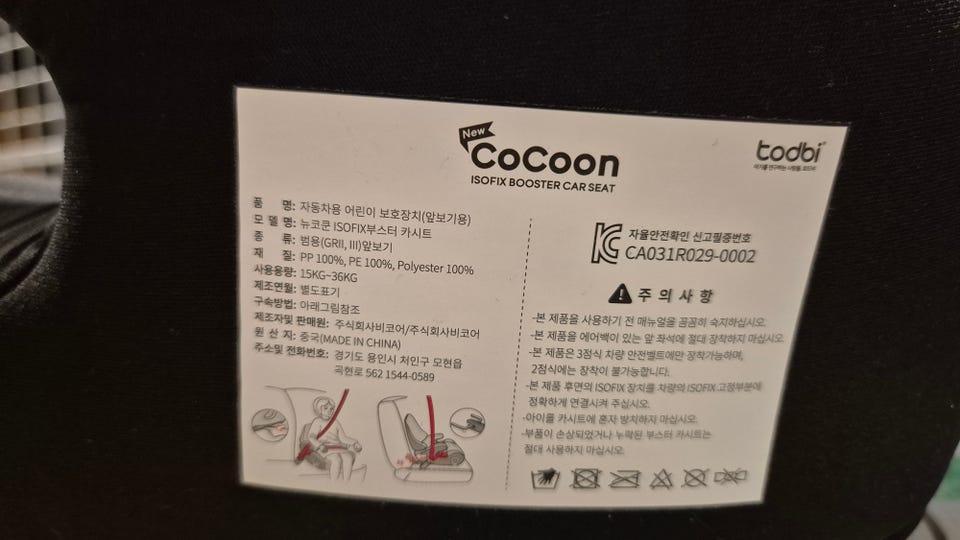 New
CoCoon
ISOFIX BOOSTER CAR SEAT
todbi
품 명: 자동차용 어린이 보호장치(앞보기용)
모 델 명: 뉴코쿤 ISOFIX부스터 카시트
종 류: 범용(GRII, III)앞보기
재 질: PP 100%, PE 100%, Polyester 100%
사용용량: 15KG~36KG
제조연월: 별도표기
구속방법: 아래그림참조
제조자및 판매원: 주식회사비코어/주식회사비코어
원 산 지: 중국(MADE IN CHINA)
주소및 전화번호: 경기도 용인시 처인구 모현읍
곡현로 562 1544-0589
자율안전확인 신고필증번호
CA031R029-0002
주 의 사 항
-본 제품을 사용하기 전 매뉴얼을 꼼꼼히 숙지하십시오.
-본 제품을 에어백이 있는 앞 좌석에 절대 장착하지 마십시오.
-본 제품은 3점식 차량 안전벨트에만 장착가능하며,
2점식에는 장착이 불가능합니다.
-본 제품 후면의 ISOFIX 장치를 차량의 ISOFIX 고정부분에
정확하게 연결시켜 주십시오.
-아이를 카시트에 혼자 방치하지 마십시오.
-부품이 손상되었거나 누락된 부스터 카시트는
절대 사용하지 마십시오.